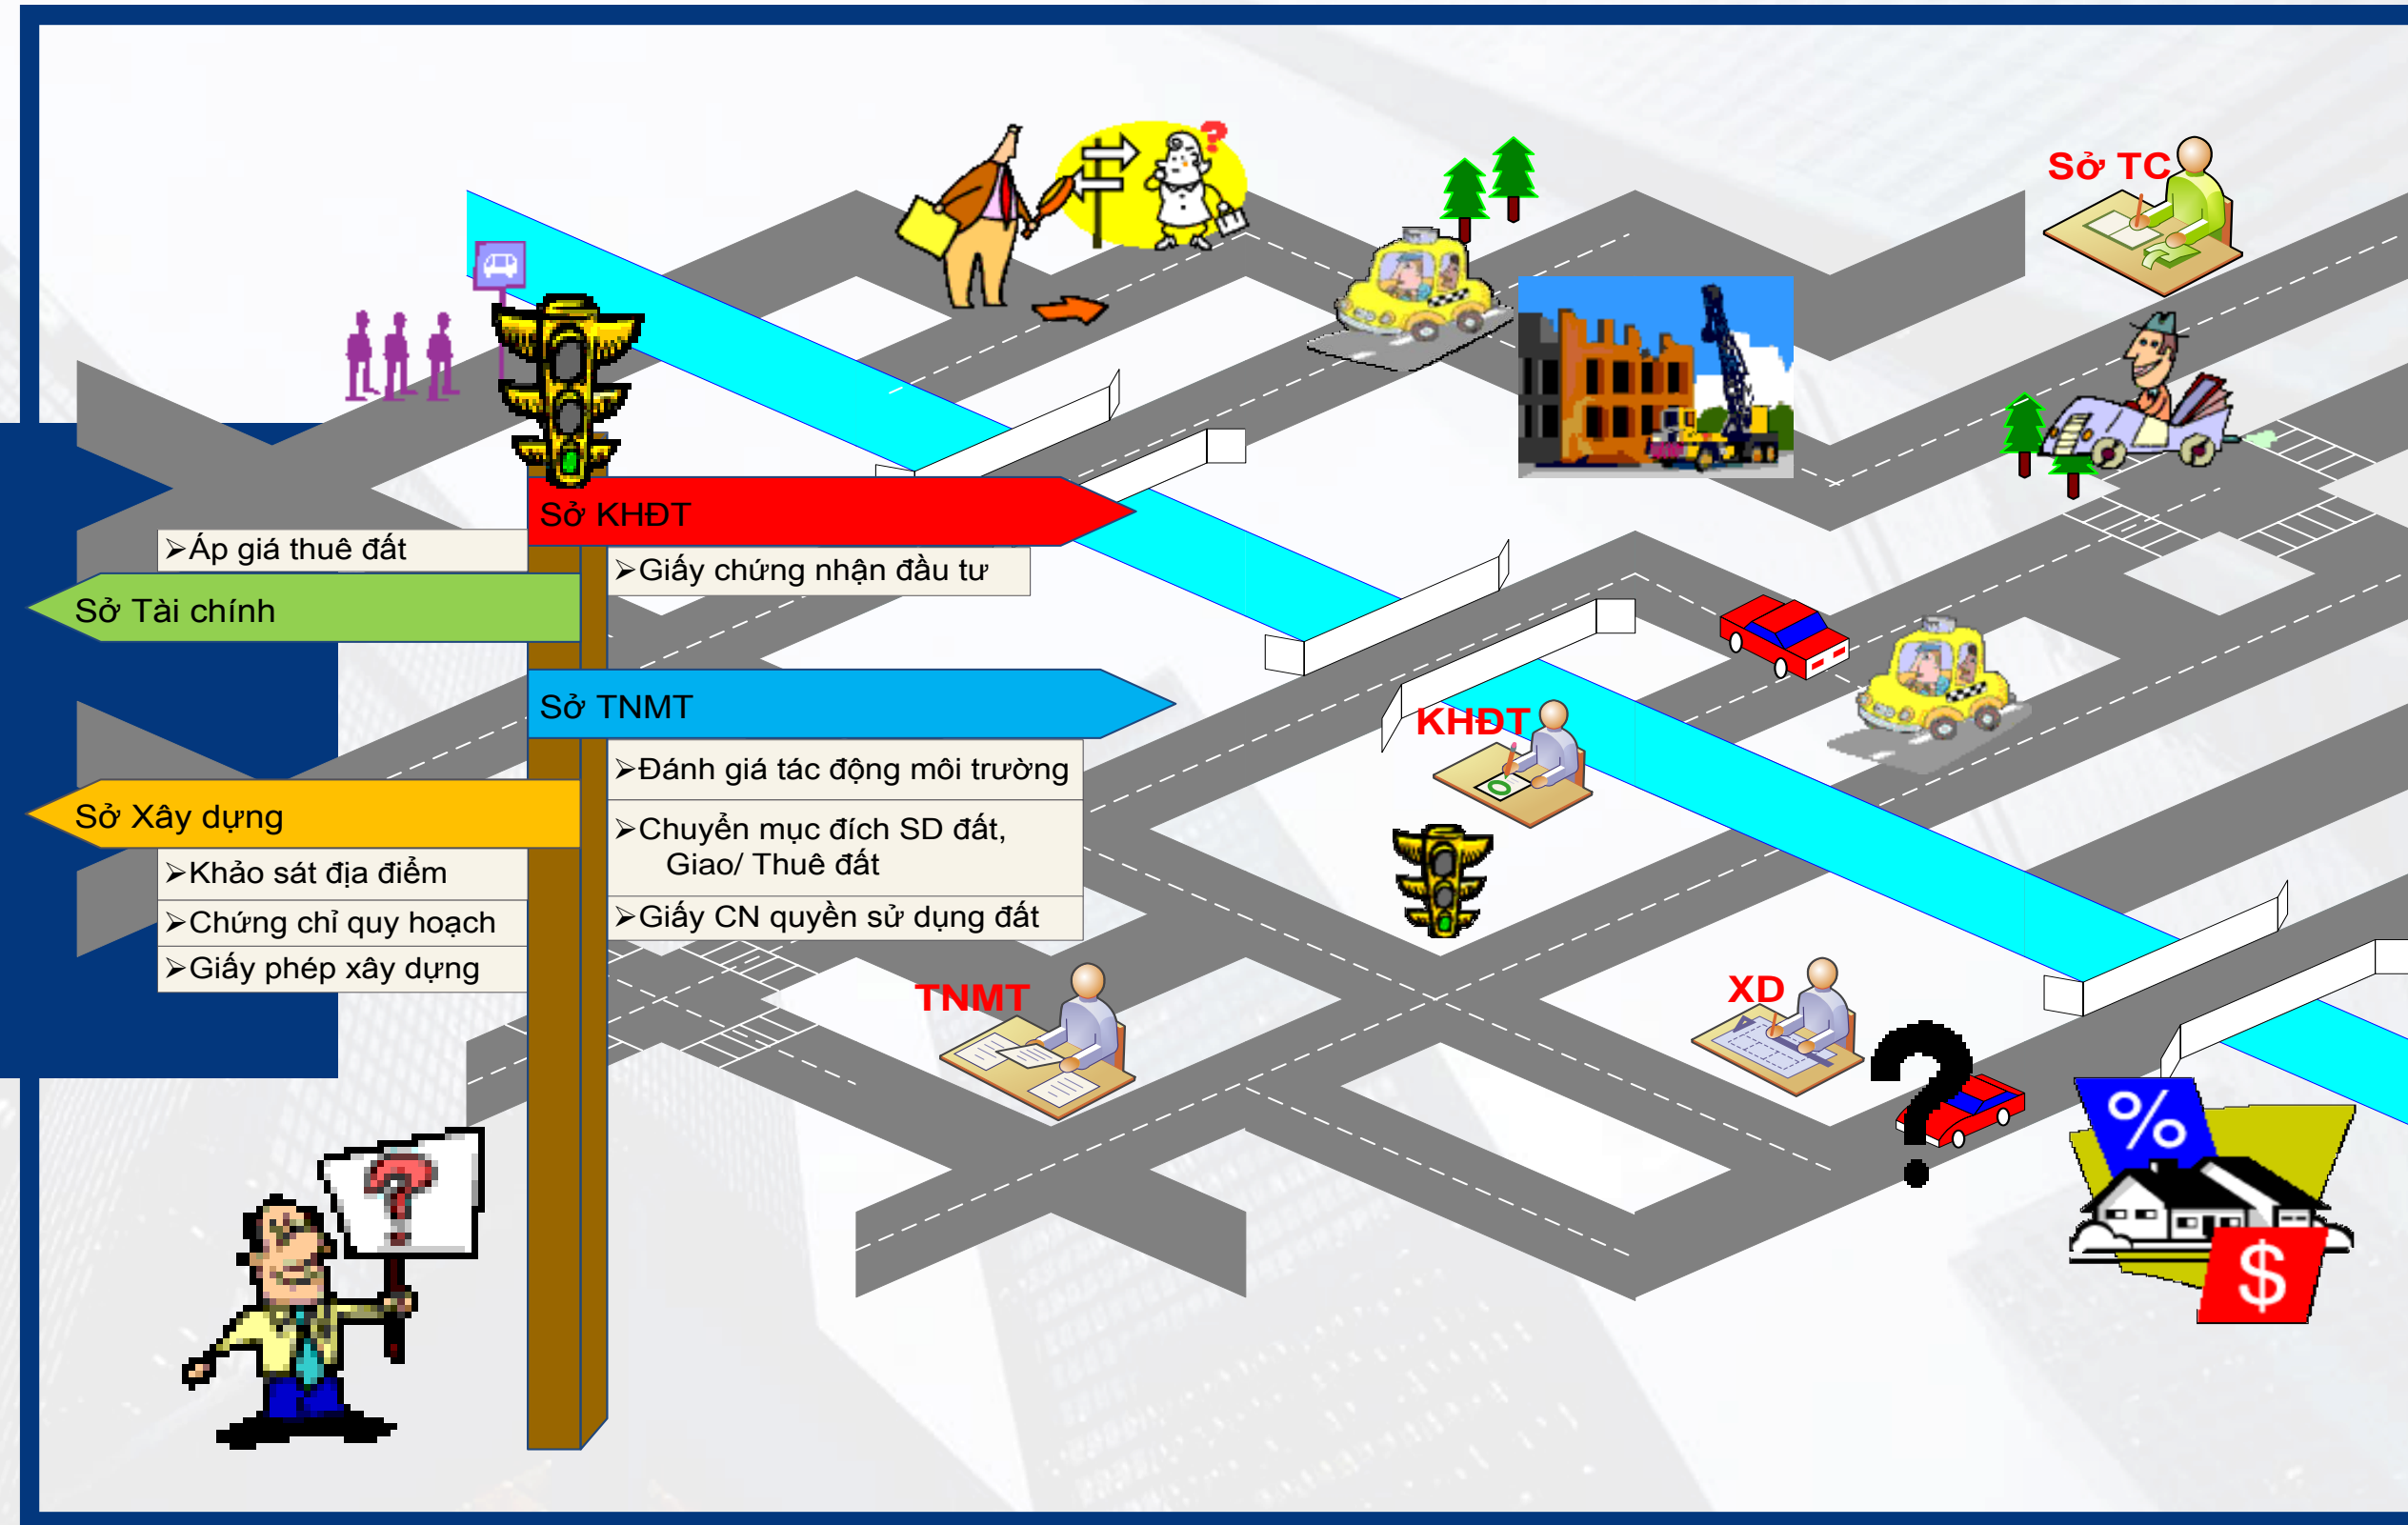 Sở TC
Sở KHĐT
➢Áp giá thuê đất
➢Giấy chứng nhận đầu tư
Sở Tài chính
Sở TNMT
KHĐT
➢Đánh giá tác động môi trường
Sở Xây dựng
➢Chuyển mục đích SD đất,
Giao/ Thuê đất
➢Khảo sát địa điểm
➢Giấy CN quyền sử dụng đất
➢Chứng chỉ quy hoạch
➢Giấy phép xây dựng
TNMT
XD
?
?
?
%
$